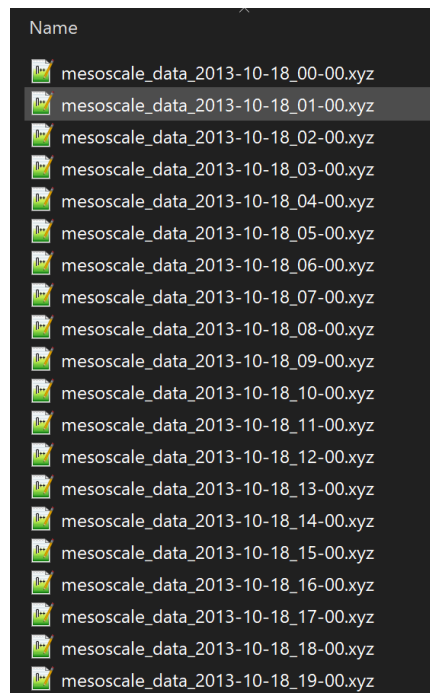 Name
mesoscale_data_2013-10-18_00-00.xyz
mesoscale_data_2013-10-18_01-00.xyz
mesoscale_data_2013-10-18_02-00.xyz
mesoscale_data_2013-10-18_03-00.xyz
mesoscale_data_2013-10-18_04-00.xyz
mesoscale_data_2013-10-18_05-00.xyz
mesoscale_data_2013-10-18_06-00.xyz
mesoscale_data_2013-10-18_07-00.xyz
mesoscale_data_2013-10-18_08-00.xyz
mesoscale_data_2013-10-18_09-00.xyz
mesoscale_data_2013-10-18_10-00.xyz
mesoscale_data_2013-10-18_11-00.xyz
mesoscale_data_2013-10-18_12-00.xyz
mesoscale_data_2013-10-18_13-00.xyz
mesoscale_data_2013-10-18_14-00.xyz
mesoscale_data_2013-10-18_15-00.xyz
mesoscale_data_2013-10-18_16-00.xyz
mesoscale_data_2013-10-18_17-00.xyz
mesoscale_data_2013-10-18_18-00.xyz
mesoscale_data_2013-10-18_19-00.xyz